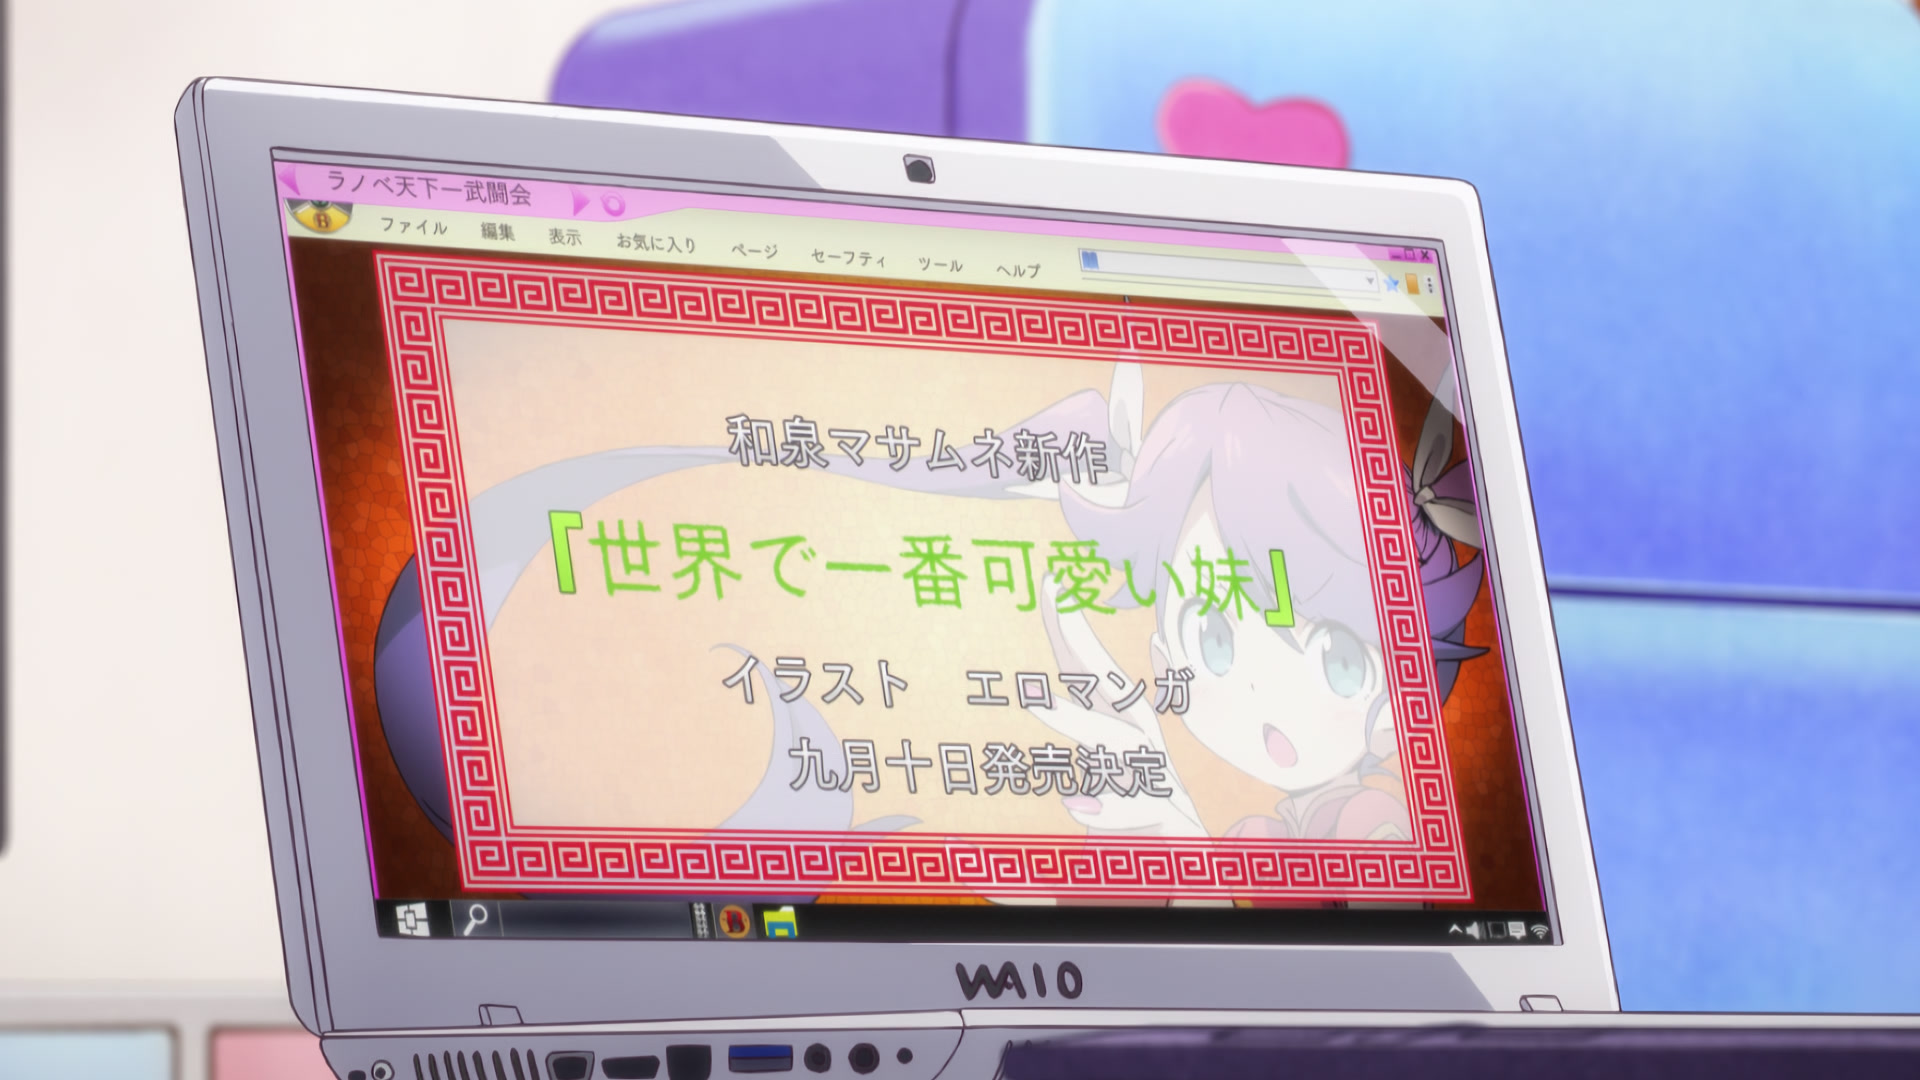 ラノベ天下一武闘会
ファイル 編集 表示 お気に入り ページ セーフティ ツール ヘルプ
和泉マサムネ新作
『世界で一番可愛い妹』
イラスト エロマンガ
九月十日発売決定
WAIO